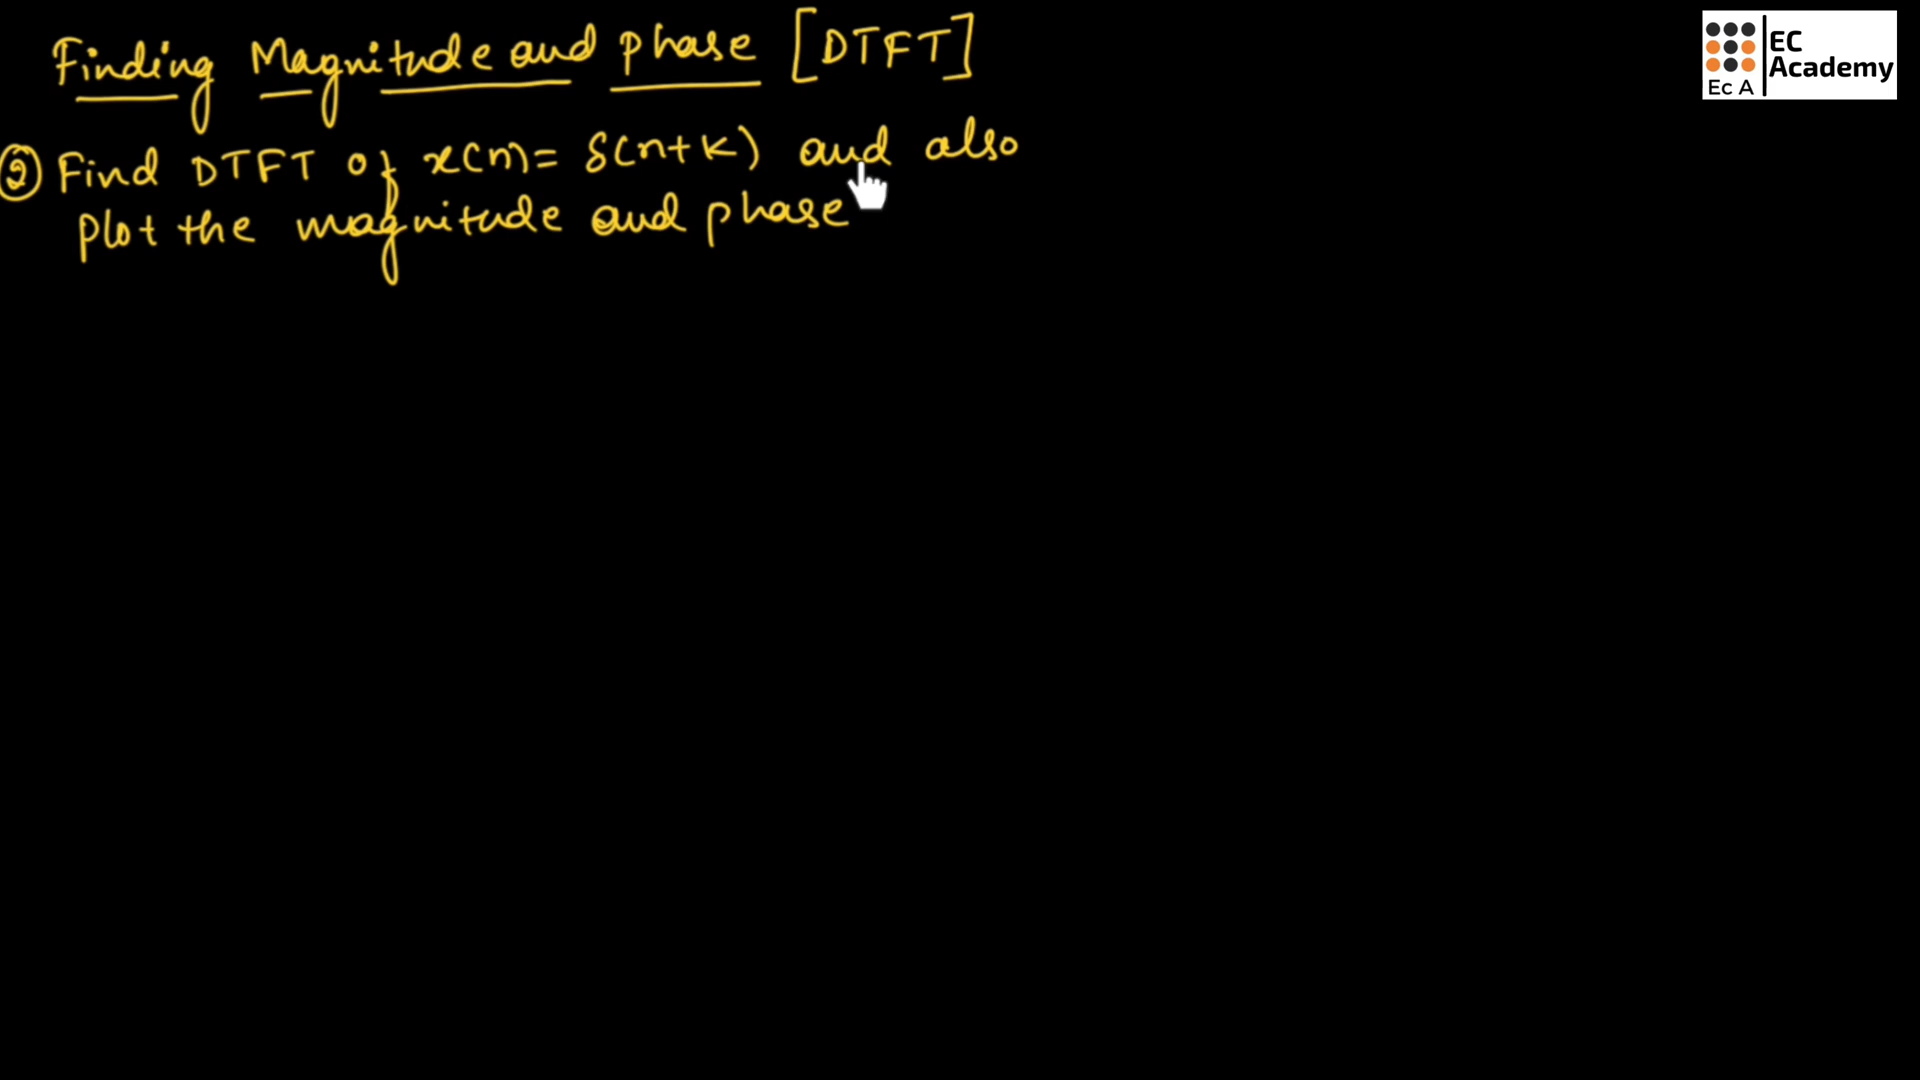 Finding Magnitude and phase [DTFT]
EC
Academy
Ec A
② Find DTFT of x(n) = δ(n+k) and also
plot the magnitude and phase